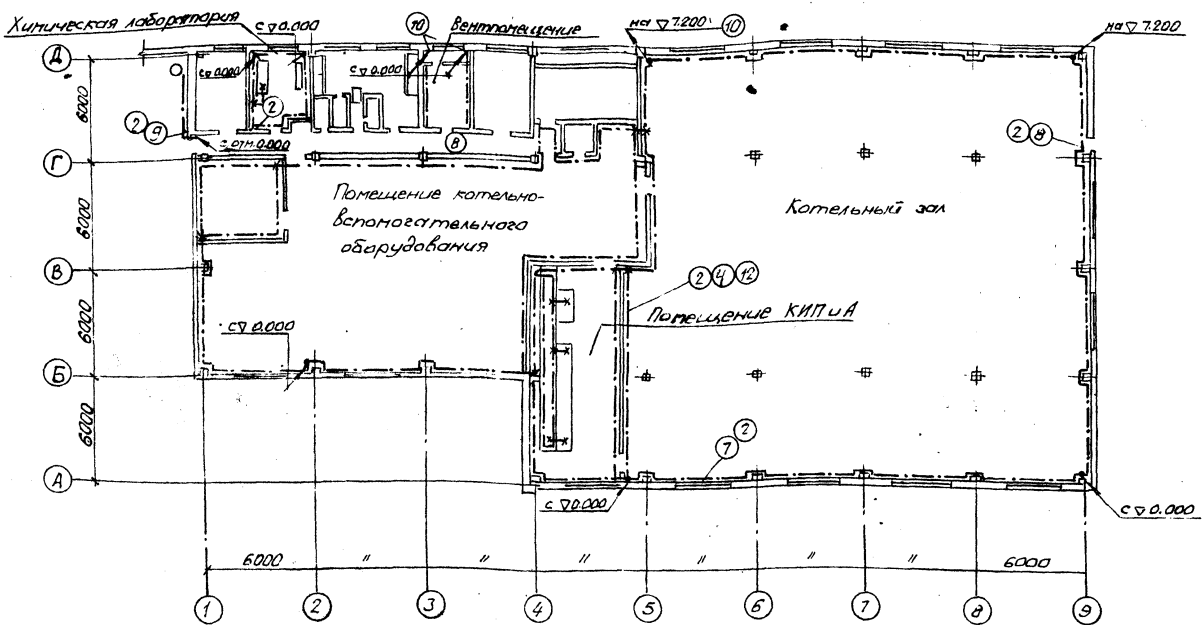 Химическая лаборатория
с ▽ 0.000
10
Вентпомещение
на ▽ 7.200
10
на ▽ 7.200
Д
с ▽ 0.000
с ▽ 0.000
6000
2
2 9
2 8
с отм. 0.000
8
Г
Помещение котельно-
вспомогательного
оборудования
Котельный зал
6000
В
2 4 12
Помещение КИПиА
с ▽ 0.000
6000
Б
6000
2
7
А
с ▽ 0.000
с ▽ 0.000
6000 " " " " " " 6000
1 2 3 4 5 6 7 8 9